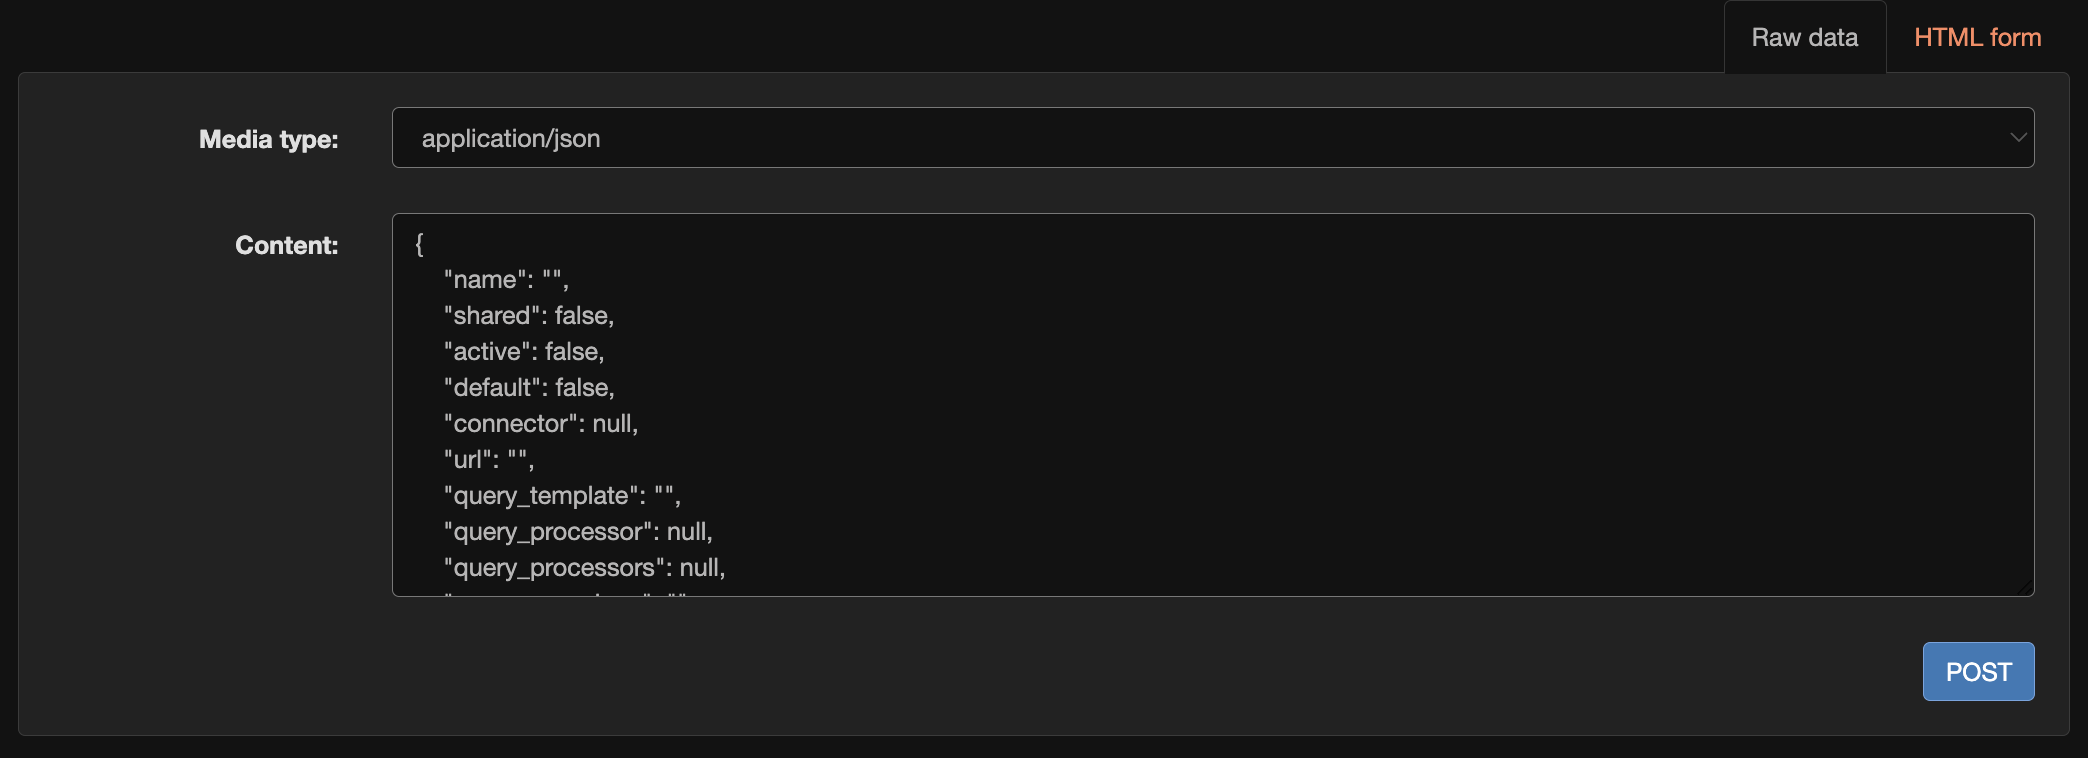 Raw data
HTML form
Media type:
application/json
Content:
{
"name": "",
"shared": false,
"active": false,
"default": false,
"connector": null,
"url": "",
"query_template": "",
"query_processor": null,
"query_processors": null,
POST